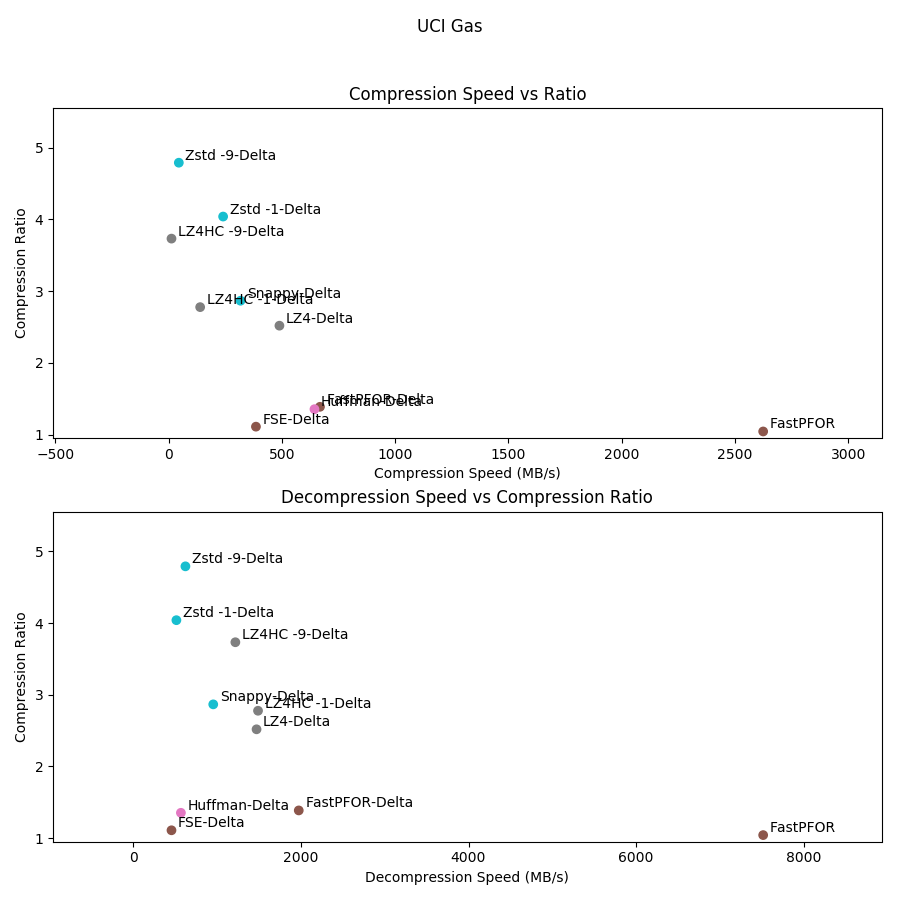 UCI Gas
Compression Speed vs Ratio
Compression Ratio
5
4
3
2
1
Zstd -9-Delta
Zstd -1-Delta
LZ4HC -9-Delta
Snappy-Delta
LZ4HC -1-Delta
LZ4-Delta
FastPFOR-Delta
Huffman-Delta
FSE-Delta
FastPFOR
−500 0 500 1000 1500 2000 2500 3000
Compression Speed (MB/s)
Decompression Speed vs Compression Ratio
Compression Ratio
5
4
3
2
1
Zstd -9-Delta
Zstd -1-Delta
LZ4HC -9-Delta
Snappy-Delta
LZ4HC -1-Delta
LZ4-Delta
FastPFOR-Delta
Huffman-Delta
FSE-Delta
FastPFOR
0 2000 4000 6000 8000
Decompression Speed (MB/s)